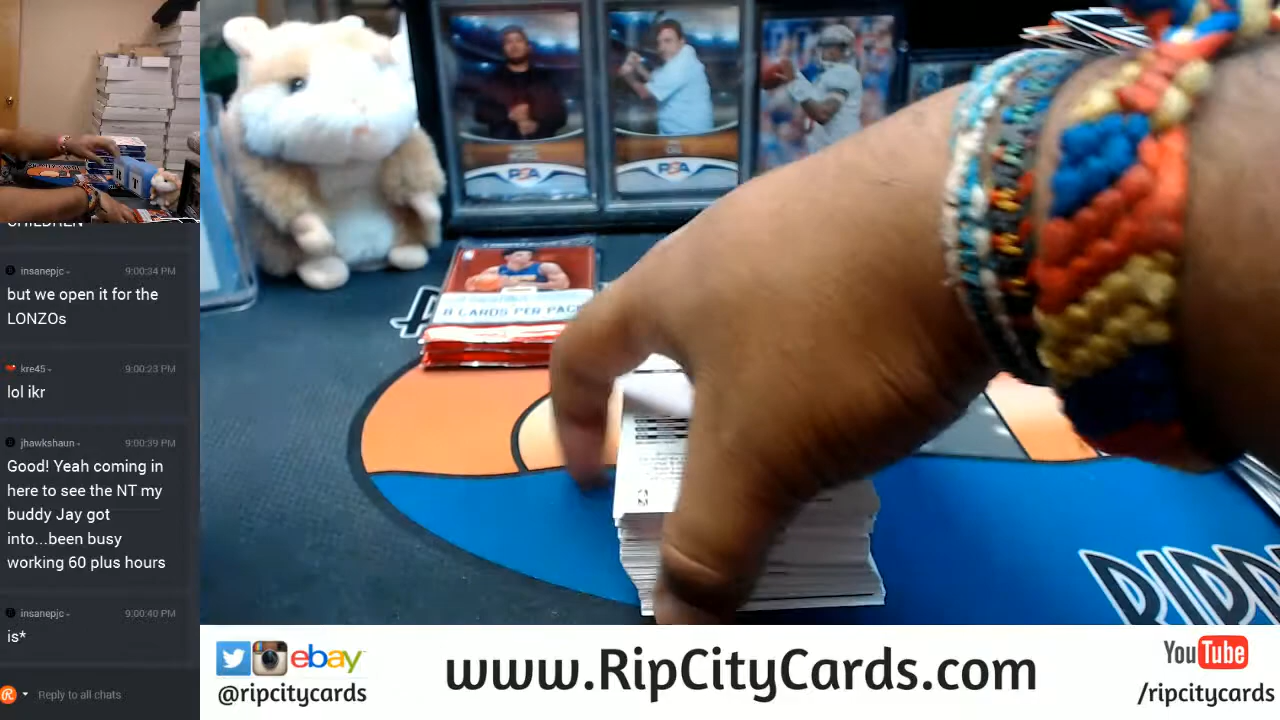 CHILDREN
insanepjc
9:00:34 PM
but we open it for the
LONZOs
kre45
9:00:23 PM
lol ikr
jhawkshaun
9:00:39 PM
Good! Yeah coming in
here to see the NT my
buddy Jay got
into...been busy
working 60 plus hours
insanepjc
9:00:40 PM
is*
Reply to all chats
PSA
PSA
8 CARDS PER PACK
ebay
@ripcitycards
www.RipCityCards.com
YouTube
/ripcitycards